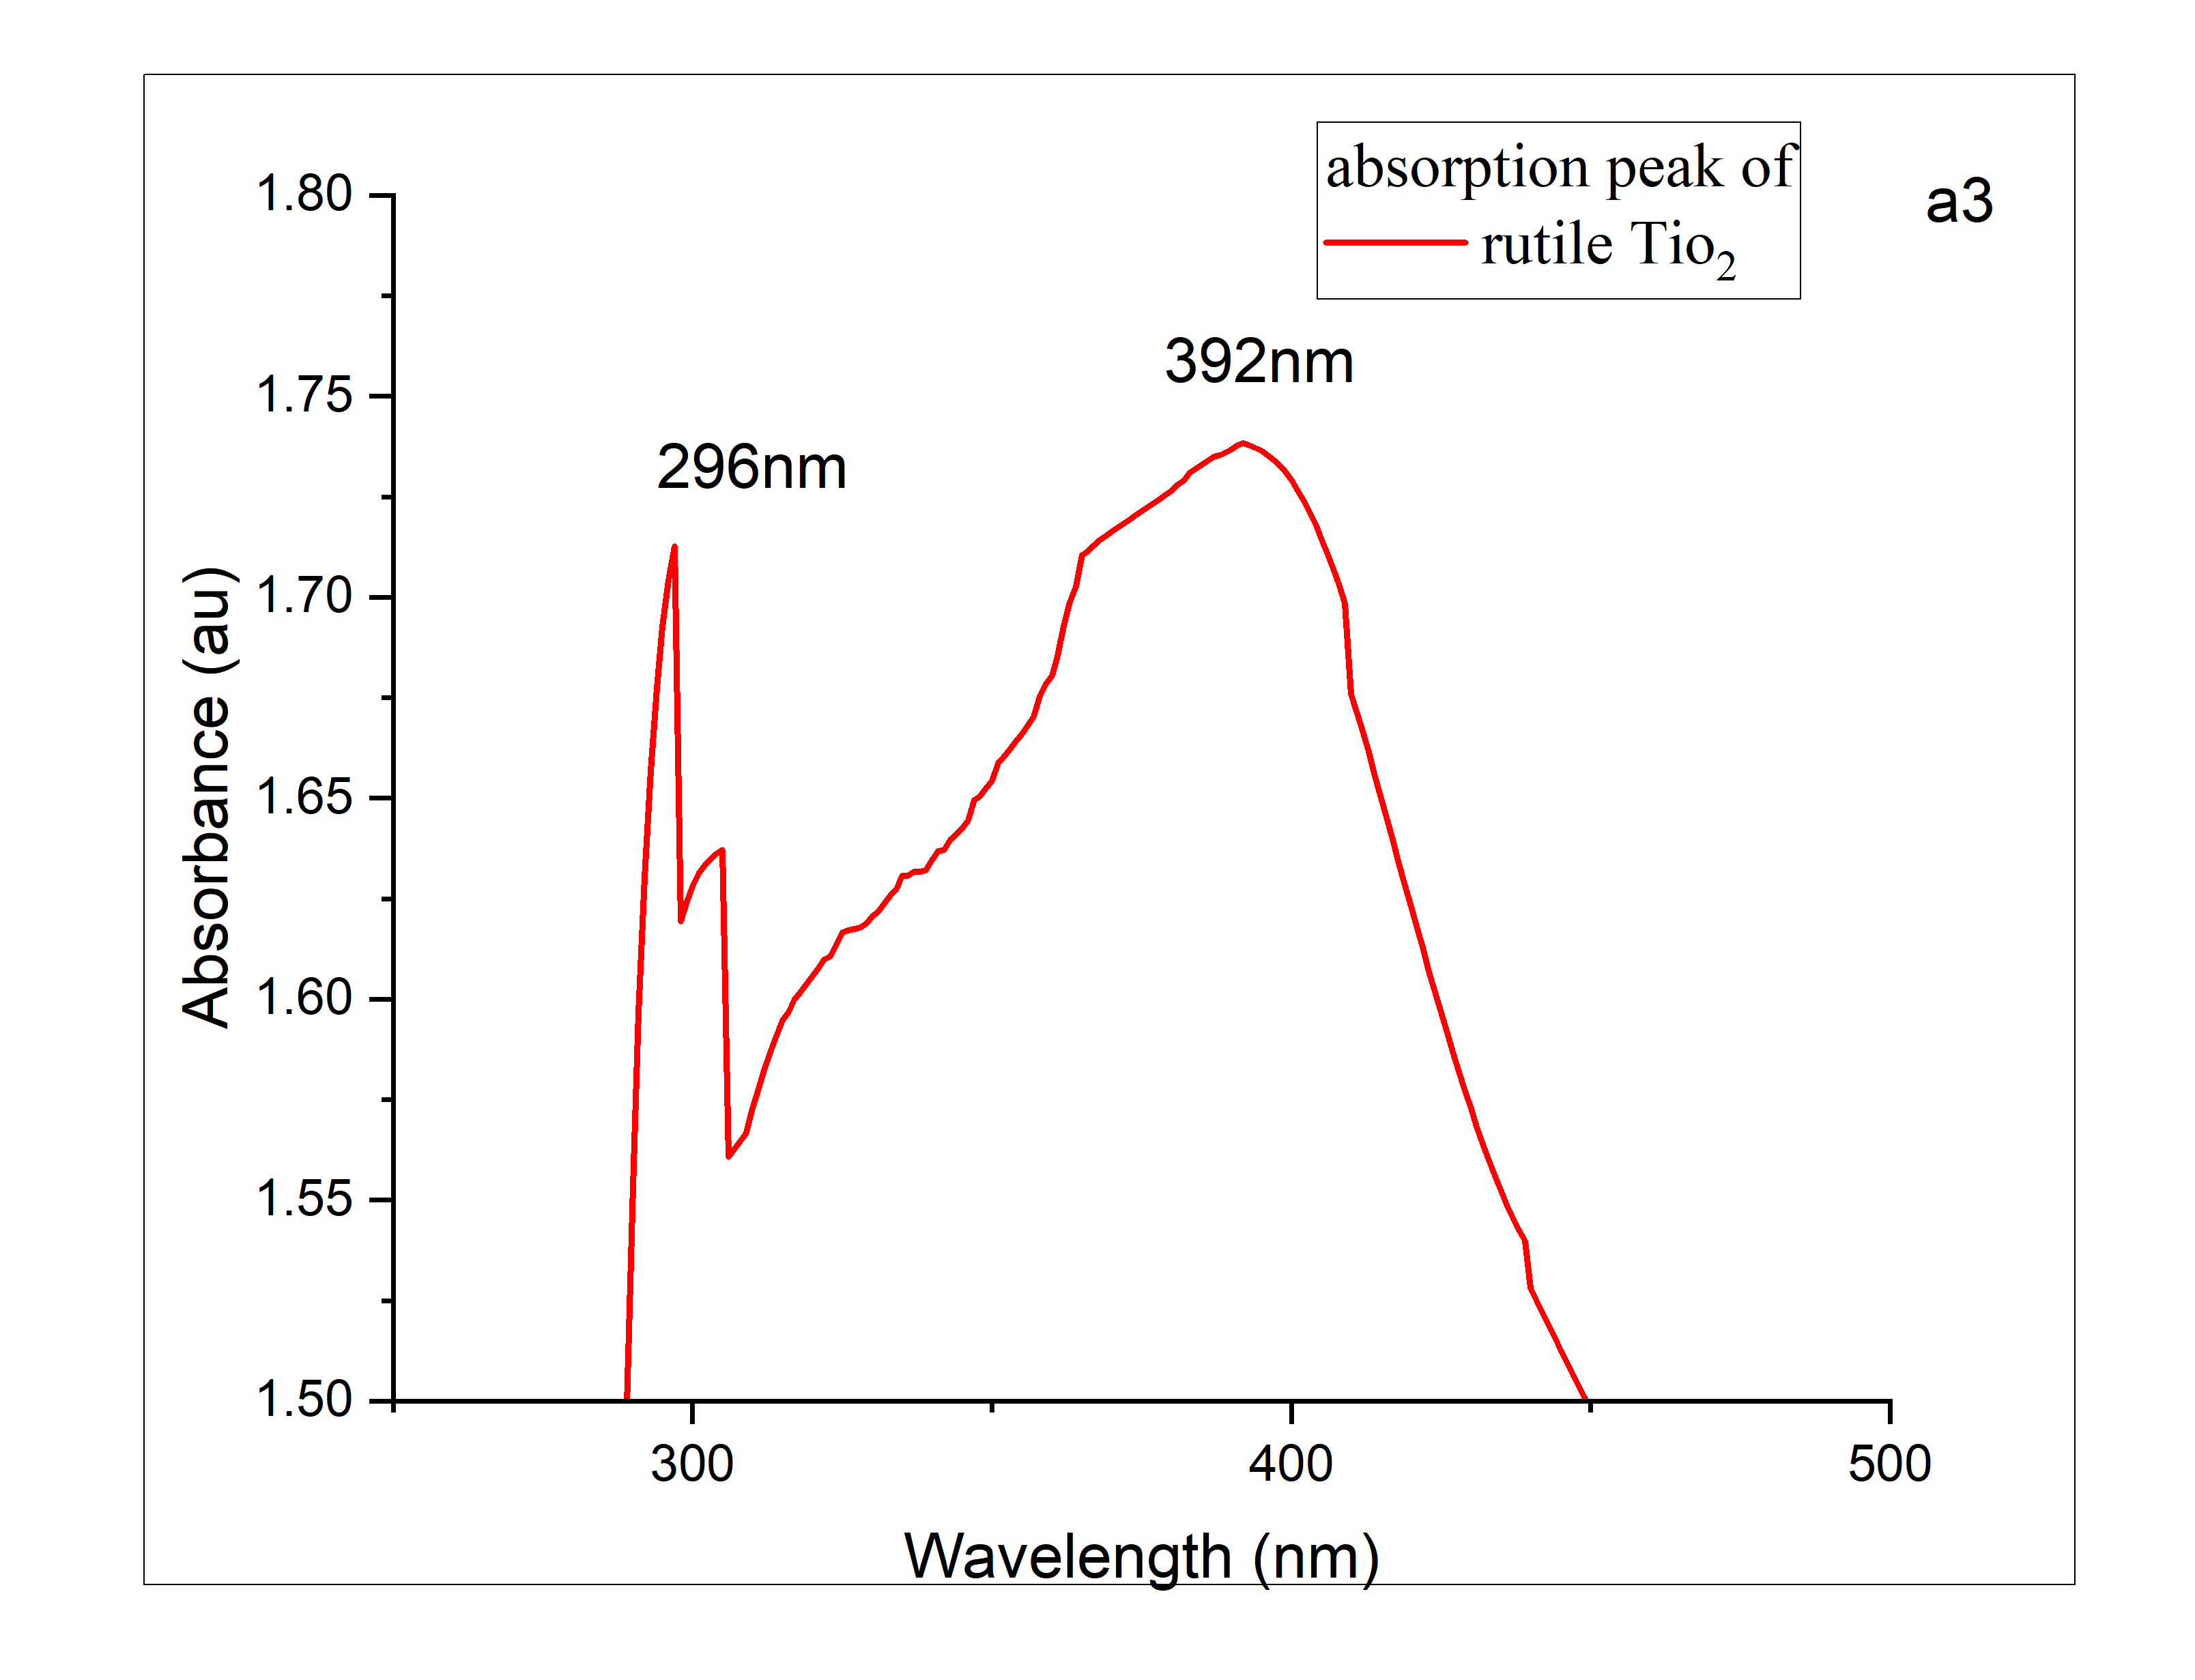 absorption peak of
rutile Tio₂
a3
392nm
296nm
1.80
1.75
1.70
1.65
1.60
1.55
1.50
Absorbance (au)
300
400
500
Wavelength (nm)